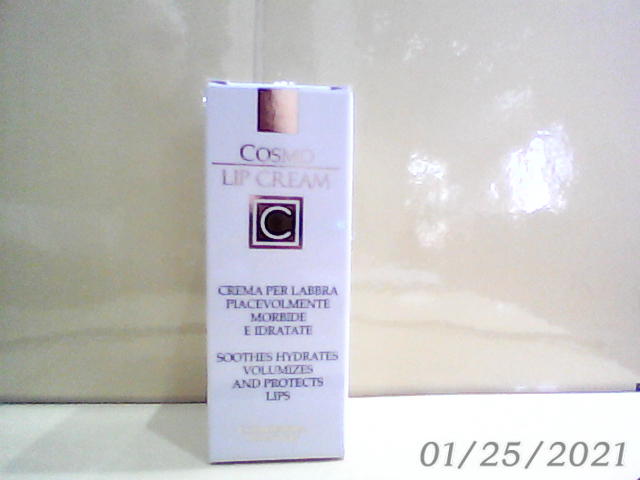 COSMO
LIP CREAM
C
CREMA PER LABBRA
PIACEVOLMENTE
MORBIDE
E IDRATATE
SOOTHES HYDRATES
VOLUMIZES
AND PROTECTS
LIPS
01/25/2021